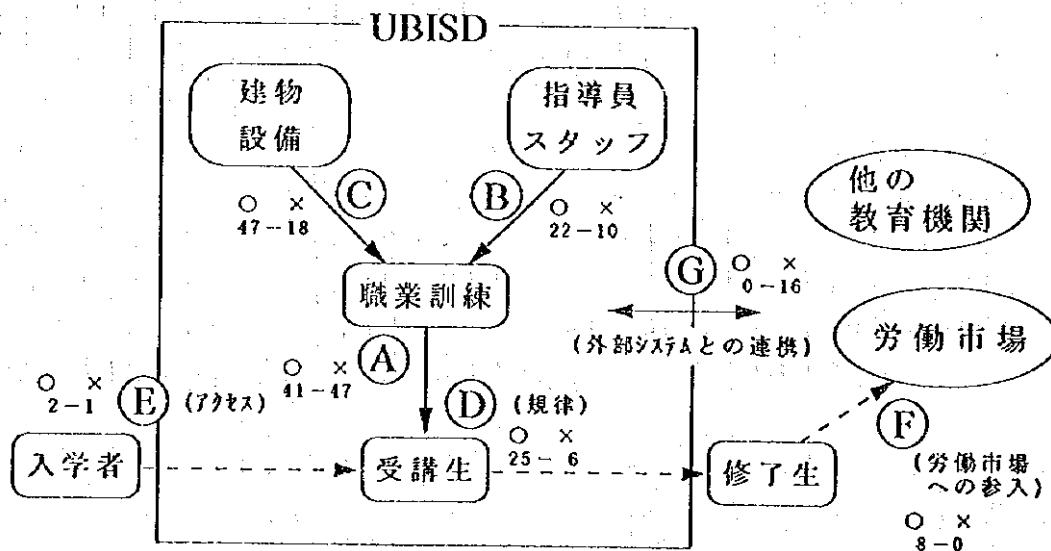 UBISD
建物
設備
指導員
スタッフ
他の
教育機関
C
○ ×
47-18
B
○ ×
22-10
G
○ ×
0-16
職業訓練
(外部システムとの連携)
労働市場
A
○ ×
41-47
○ ×
2-1
E
(アクセス)
D
(規律)
○ ×
25-6
F
入学者
受講生
修了生
(労働市場
への参入)
○ ×
8-0